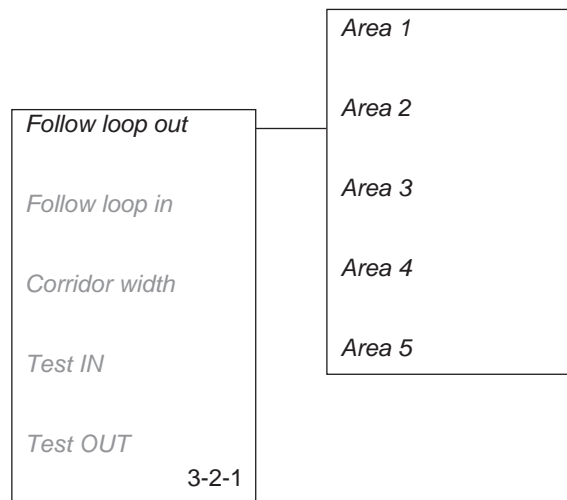 Follow loop out
Follow loop in
Corridor width
Test IN
Test OUT
3-2-1
Area 1
Area 2
Area 3
Area 4
Area 5